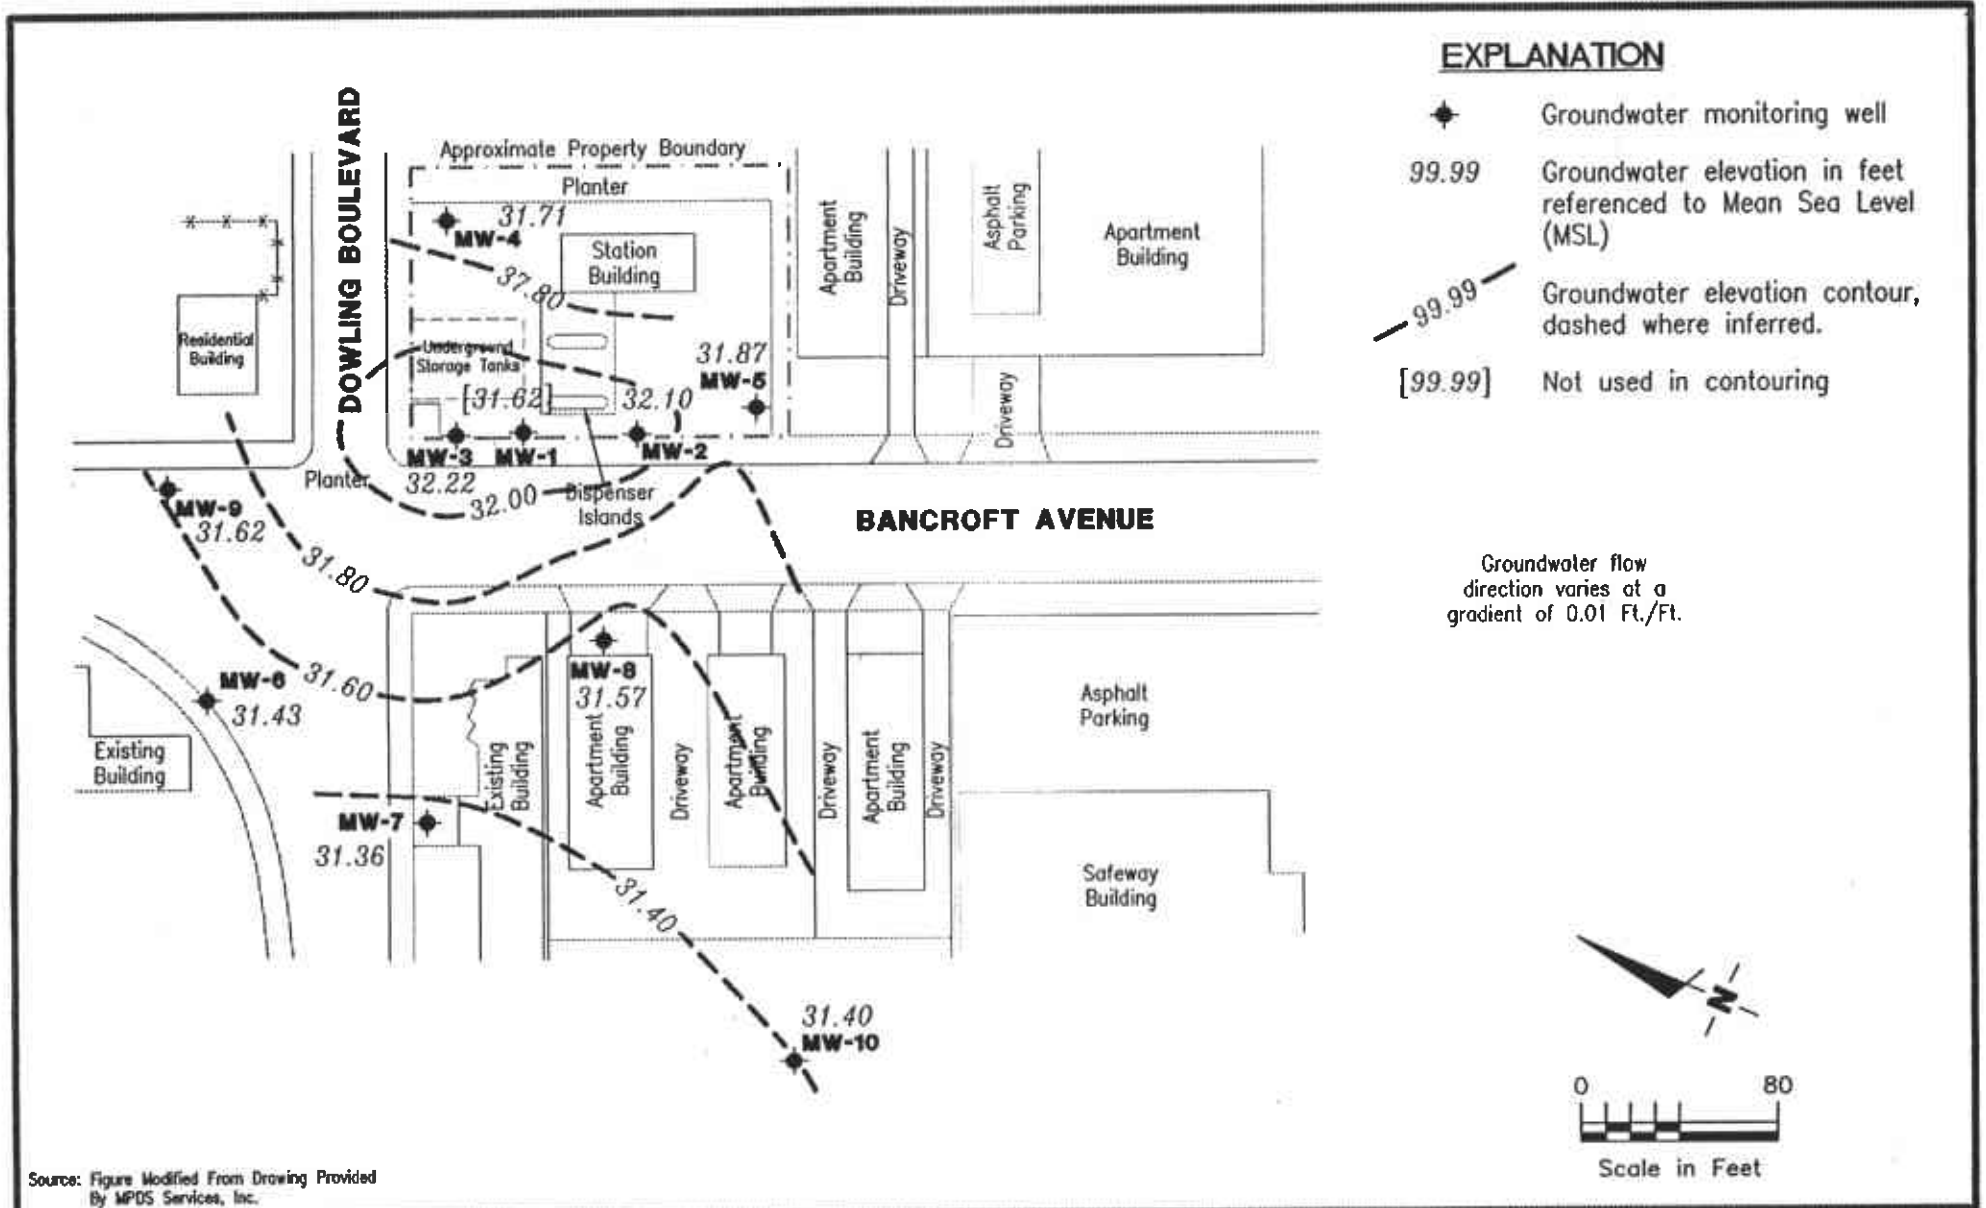 EXPLANATION
Groundwater monitoring well
99.99
Groundwater elevation in feet
referenced to Mean Sea Level
(MSL)
99.99
Groundwater elevation contour,
dashed where inferred.
[99.99]
Not used in contouring
DOWLING BOULEVARD
Approximate Property Boundary
Planter
31.71
MW-4
Station
Building
37.80
Residential
Building
Underground
Storage Tanks
[31.62]
32.10
31.87
MW-5
MW-3
MW-1
MW-2
32.22
Planter
32.00
Dispenser
Islands
Apartment
Building
Driveway
Asphalt
Parking
Apartment
Building
Driveway
MW-9
31.62
31.80
BANCROFT AVENUE
Groundwater flow
direction varies at a
gradient of 0.01 Ft./Ft.
MW-6
31.43
31.60
MW-8
31.57
Existing
Building
Existing
Building
Apartment
Building
Driveway
Apartment
Building
Driveway
Apartment
Building
Driveway
Asphalt
Parking
MW-7
31.36
31.40
Safeway
Building
31.40
MW-10
N
0 80
Scale in Feet
Source: Figure Modified From Drawing Provided
By MPDS Services, Inc.